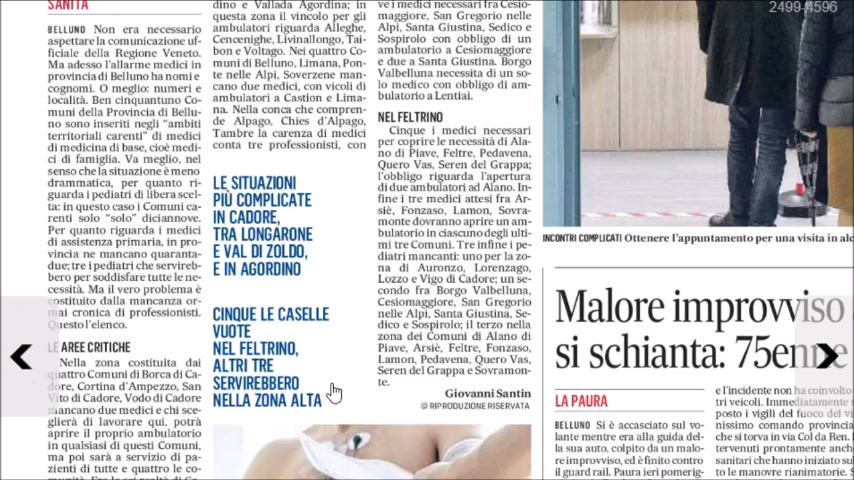 SANITÀ
BELLUNO Non era necessario
aspettare la comunicazione uf-
ficiale della Regione Veneto.
Ma adesso l'allarme medici in
provincia di Belluno ha nomi e
cognomi. O meglio: numeri e
località. Ben cinquantuno Co-
muni della Provincia di Bellu-
no sono inseriti negli "ambiti
territoriali carenti" di medici
di medicina di base, cioè medi-
ci di famiglia. Va meglio, nel
senso che la situazione è meno
drammatica, per quanto ri-
guarda i pediatri di libera scel-
ta: in questo caso i Comuni ca-
renti solo "solo" diciannove.
Per quanto riguarda i medici
di assistenza primaria, in pro-
vincia ne mancano quaranta-
due; tre i pediatri che servireb-
bero per soddisfare tutte le ne-
cessità. Ma il vero problema è
costituito dalla mancanza or-
mai cronica di professionisti.
Questo l'elenco.
LE AREE CRITICHE
Nella zona costituita dai
quattro Comuni di Borca di Ca-
dore, Cortina d'Ampezzo, San
Vito di Cadore, Vodo di Cadore
mancano due medici e chi sce-
glierà di lavorare qui, potrà
aprire il proprio ambulatorio
in qualsiasi di questi Comuni,
ma poi sarà a servizio di pa-
zienti di tutte e quattro le co-
dino e Vallada Agordina; in
questa zona il vincolo per gli
ambulatori riguarda Alleghe,
Cencenighe, Livinallongo, Tai-
bon e Voltago. Nei quattro Co-
muni di Belluno, Limana, Pon-
te nelle Alpi, Soverzene man-
cano due medici, con vicoli di
ambulatori a Castion e Lima-
na. Nella conca che compren-
de Alpago, Chies d'Alpago,
Tambre la carenza di medici
conta tre professionisti, con
LE SITUAZIONI
PIÙ COMPLICATE
IN CADORE,
TRA LONGARONE
E VAL DI ZOLDO,
E IN AGORDINO
CINQUE LE CASELLE
VUOTE
NEL FELTRINO,
ALTRI TRE
SERVIREBBERO
NELLA ZONA ALTA
ve i medici necessari per Cesio-
maggiore, San Gregorio nelle
Alpi, Santa Giustina, Sedico e
Sospirolo con obbligo di un
ambulatorio a Cesiomaggiore
e due a Santa Giustina. Borgo
Valbelluna necessita di un so-
lo medico con obbligo di am-
bulatorio a Lentiai.
NEL FELTRINO
Cinque i medici necessari
per coprire le necessità di Ala-
no di Piave, Feltre, Pedavena,
Quero Vas, Seren del Grappa;
l'obbligo riguarda l'apertura
di due ambulatori ad Alano. In-
fine i tre medici attesi fra Ar-
siè, Fonzaso, Lamon, Sovra-
monte dovranno aprire un am-
bulatorio in ciascuno degli ulti-
mi tre Comuni. Tre infine i pe-
diatri mancanti: uno per la zo-
na di Auronzo, Lorenzago,
Lozzo e Vigo di Cadore; un se-
condo fra Borgo Valbelluna,
Cesiomaggiore, San Gregorio
nelle Alpi, Santa Giustina, Se-
dico e Sospirolo; il terzo nella
zona dei Comuni di Alano di
Piave, Arsiè, Feltre, Fonzaso,
Lamon, Pedavena, Quero Vas,
Seren del Grappa e Sovramon-
te.
Giovanni Santin
© RIPRODUZIONE RISERVATA
2499-4596
INCONTRI COMPLICATI Ottenere l'appuntamento per una visita in alc
Malore improvviso
si schianta: 75enne
LA PAURA
BELLUNO Si è accasciato sul vo-
lante mentre era alla guida del-
la sua auto, colpito da un malo-
re improvviso, ed è finito contro
il guard rail. Paura ieri pomerig-
e l'incidente non ha coinvolto
tri veicoli. Immediatamente
posto i vigili del fuoco del vi
nissimo comando provincia
che si torva in via Col da Ren. I
tervenuti prontamente anch
sanitari che hanno iniziato su
te le manovre rianimatorie. S